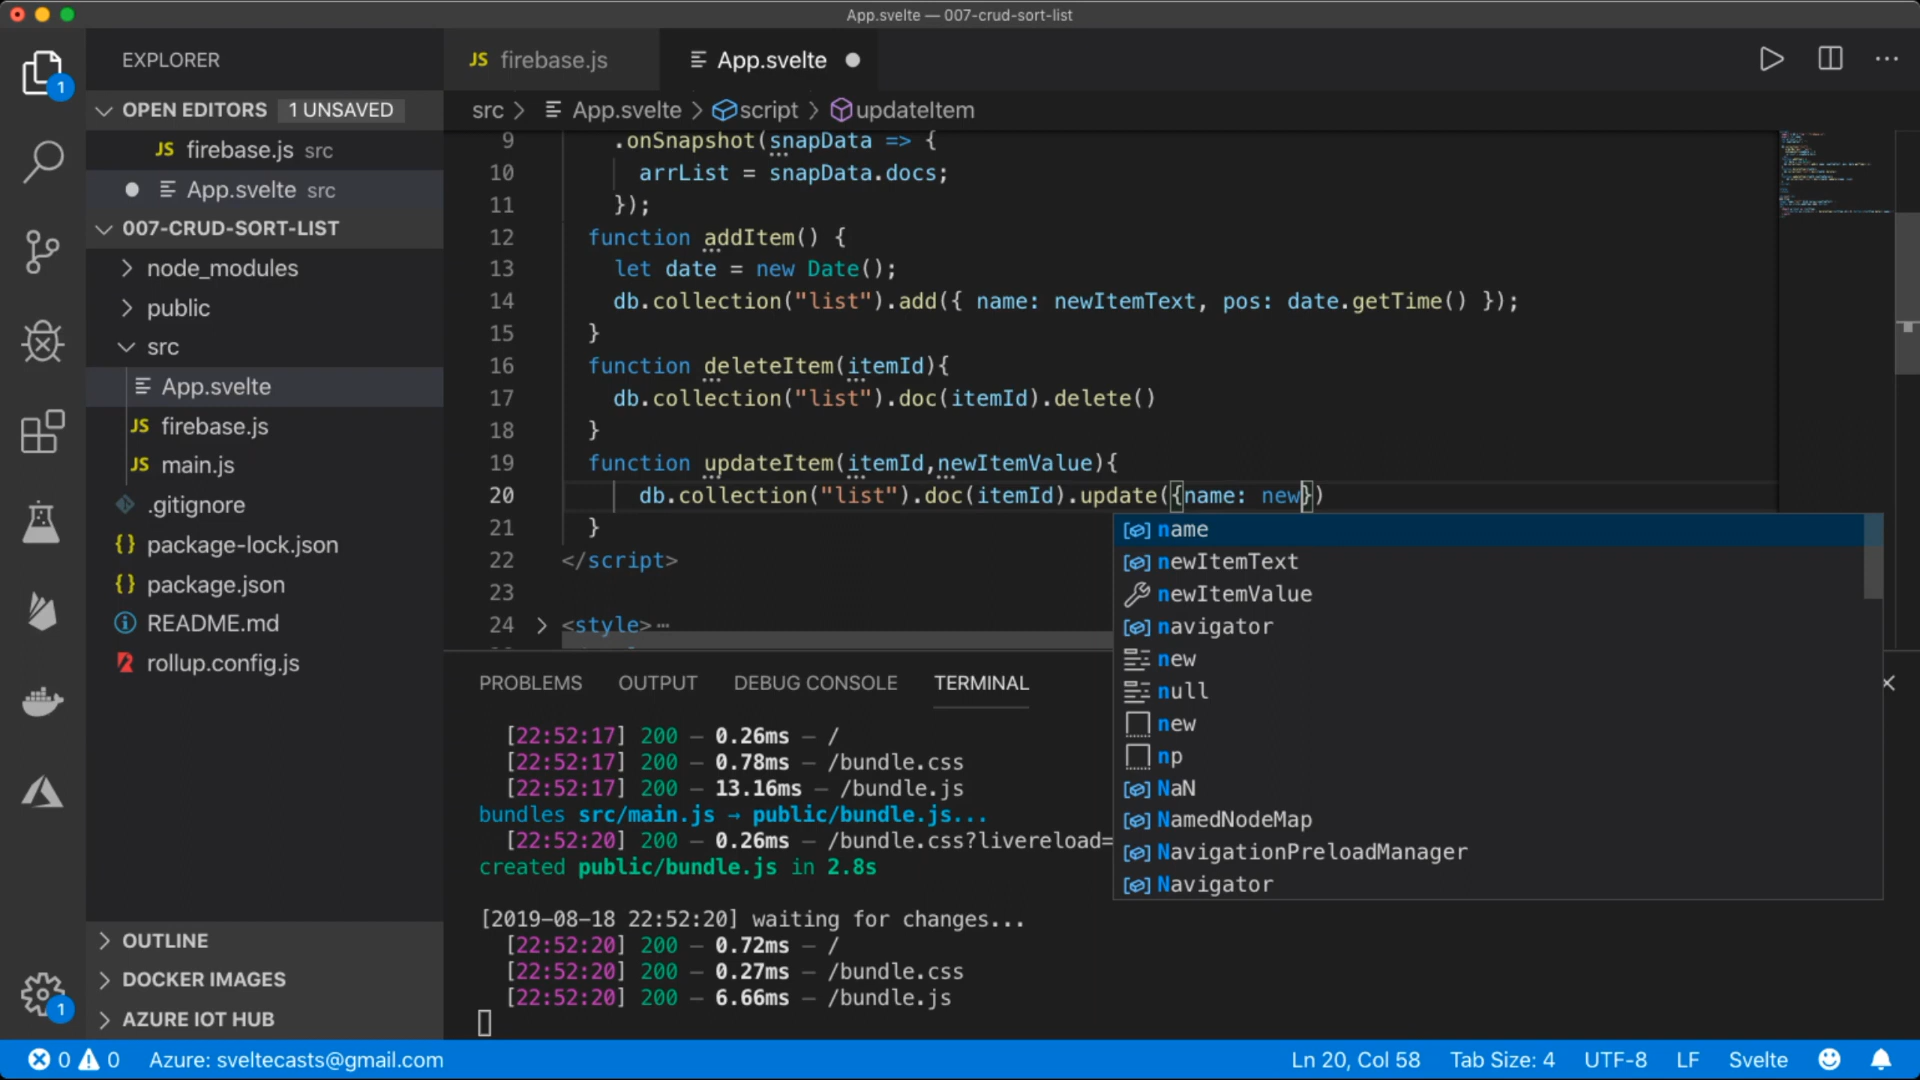 App.svelte — 007-crud-sort-list
EXPLORER
JS firebase.js
App.svelte
1
OPEN EDITORS 1 UNSAVED
src > App.svelte > script > updateItem
JS firebase.js src
App.svelte src
007-CRUD-SORT-LIST
node_modules
public
src
App.svelte
JS firebase.js
JS main.js
.gitignore
{} package-lock.json
{} package.json
README.md
rollup.config.js
OUTLINE
DOCKER IMAGES
AZURE IOT HUB
1
9 .onSnapshot(snapData => {
10 arrList = snapData.docs;
11 });
12 function addItem() {
13 let date = new Date();
14 db.collection("list").add({ name: newItemText, pos: date.getTime() });
15 }
16 function deleteItem(itemId){
17 db.collection("list").doc(itemId).delete()
18 }
19 function updateItem(itemId,newItemValue){
20 db.collection("list").doc(itemId).update({name: new})
21 }
22 </script>
23
24 <style>…
name
newItemText
newItemValue
navigator
new
null
new
np
NaN
NamedNodeMap
NavigationPreloadManager
Navigator
PROBLEMS OUTPUT DEBUG CONSOLE TERMINAL
[22:52:17] 200 — 0.26ms — /
[22:52:17] 200 — 0.78ms — /bundle.css
[22:52:17] 200 — 13.16ms — /bundle.js
bundles src/main.js → public/bundle.js...
[22:52:20] 200 — 0.26ms — /bundle.css?livereload=
created public/bundle.js in 2.8s
[2019-08-18 22:52:20] waiting for changes...
[22:52:20] 200 — 0.72ms — /
[22:52:20] 200 — 0.27ms — /bundle.css
[22:52:20] 200 — 6.66ms — /bundle.js
0 0 Azure: sveltecasts@gmail.com
Ln 20, Col 58 Tab Size: 4 UTF-8 LF Svelte